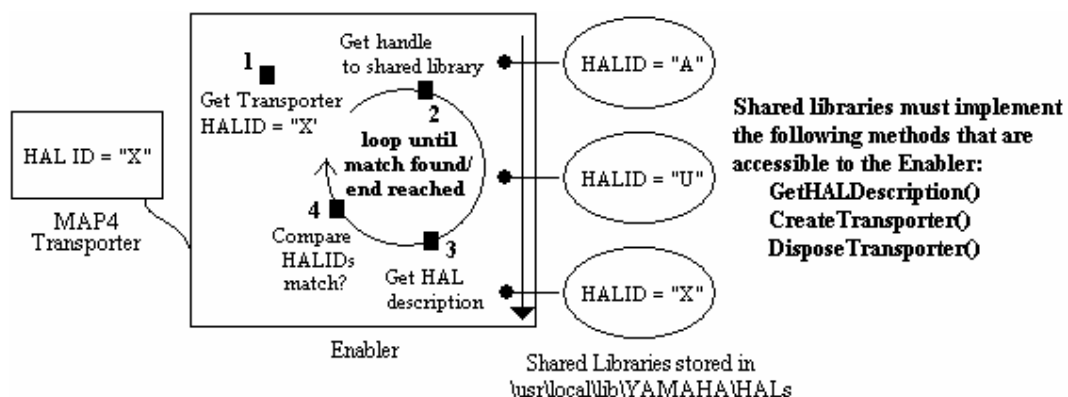 HAL ID = "X"
MAP4
Transporter
1
Get Transporter
HALID = "X'
Get handle
to shared library
2
loop until
match found/
end reached
4
Compare
HALIDs
match?
3
Get HAL
description
Enabler
HALID = "A"
HALID = "U"
HALID = "X"
Shared Libraries stored in
\usr\local\lib\YAMAHA\HALs
Shared libraries must implement
the following methods that are
accessible to the Enabler:
GetHALDescription()
CreateTransporter()
DisposeTransporter()